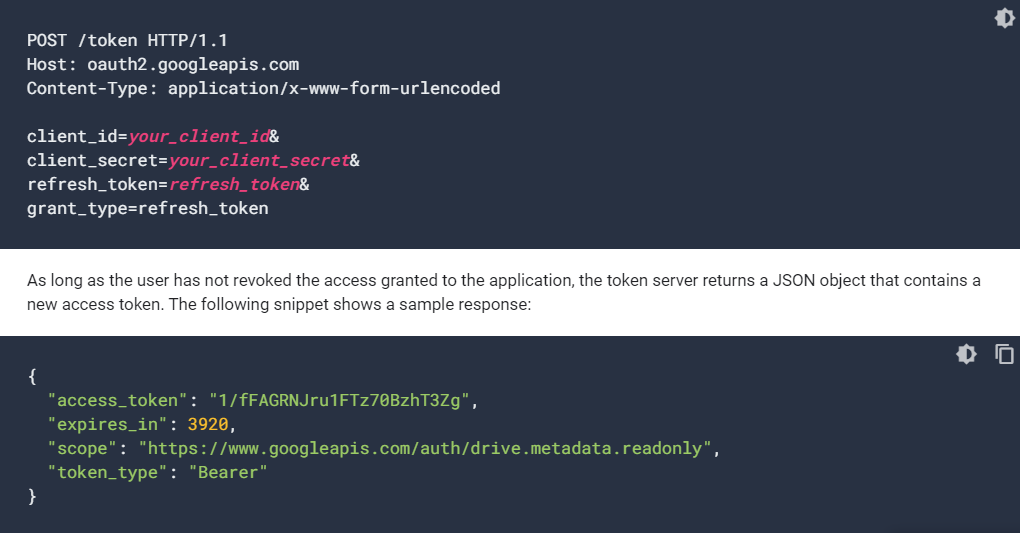 POST /token HTTP/1.1
Host: oauth2.googleapis.com
Content-Type: application/x-www-form-urlencoded
client_id=your_client_id&
client_secret=your_client_secret&
refresh_token=refresh_token&
grant_type=refresh_token
As long as the user has not revoked the access granted to the application, the token server returns a JSON object that contains a
new access token. The following snippet shows a sample response:
{
  "access_token": "1/fFAGRNJru1FTz70BzhT3Zg",
  "expires_in": 3920,
  "scope": "https://www.googleapis.com/auth/drive.metadata.readonly",
  "token_type": "Bearer"
}